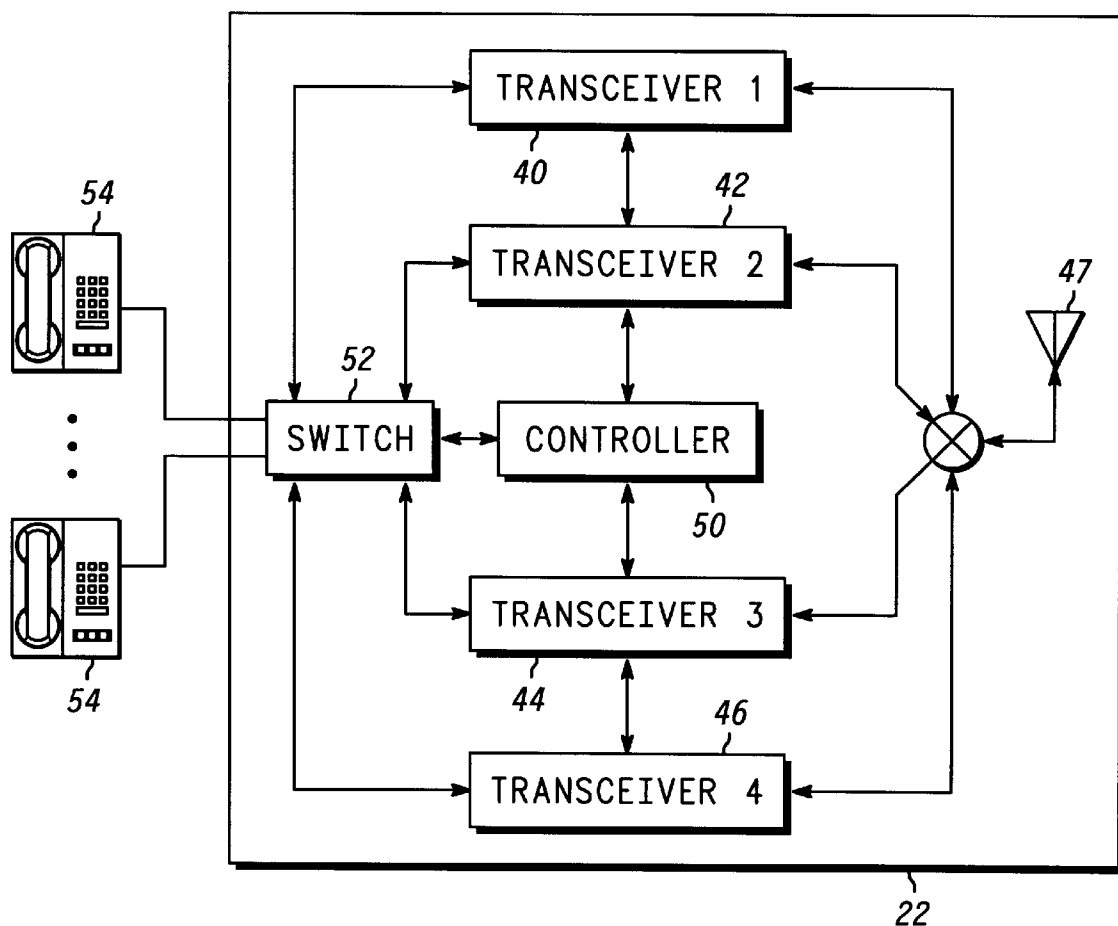 TRANSCEIVER 1
40
54
42
TRANSCEIVER 2
47
52
SWITCH
CONTROLLER
50
TRANSCEIVER 3
54
44
46
TRANSCEIVER 4
22